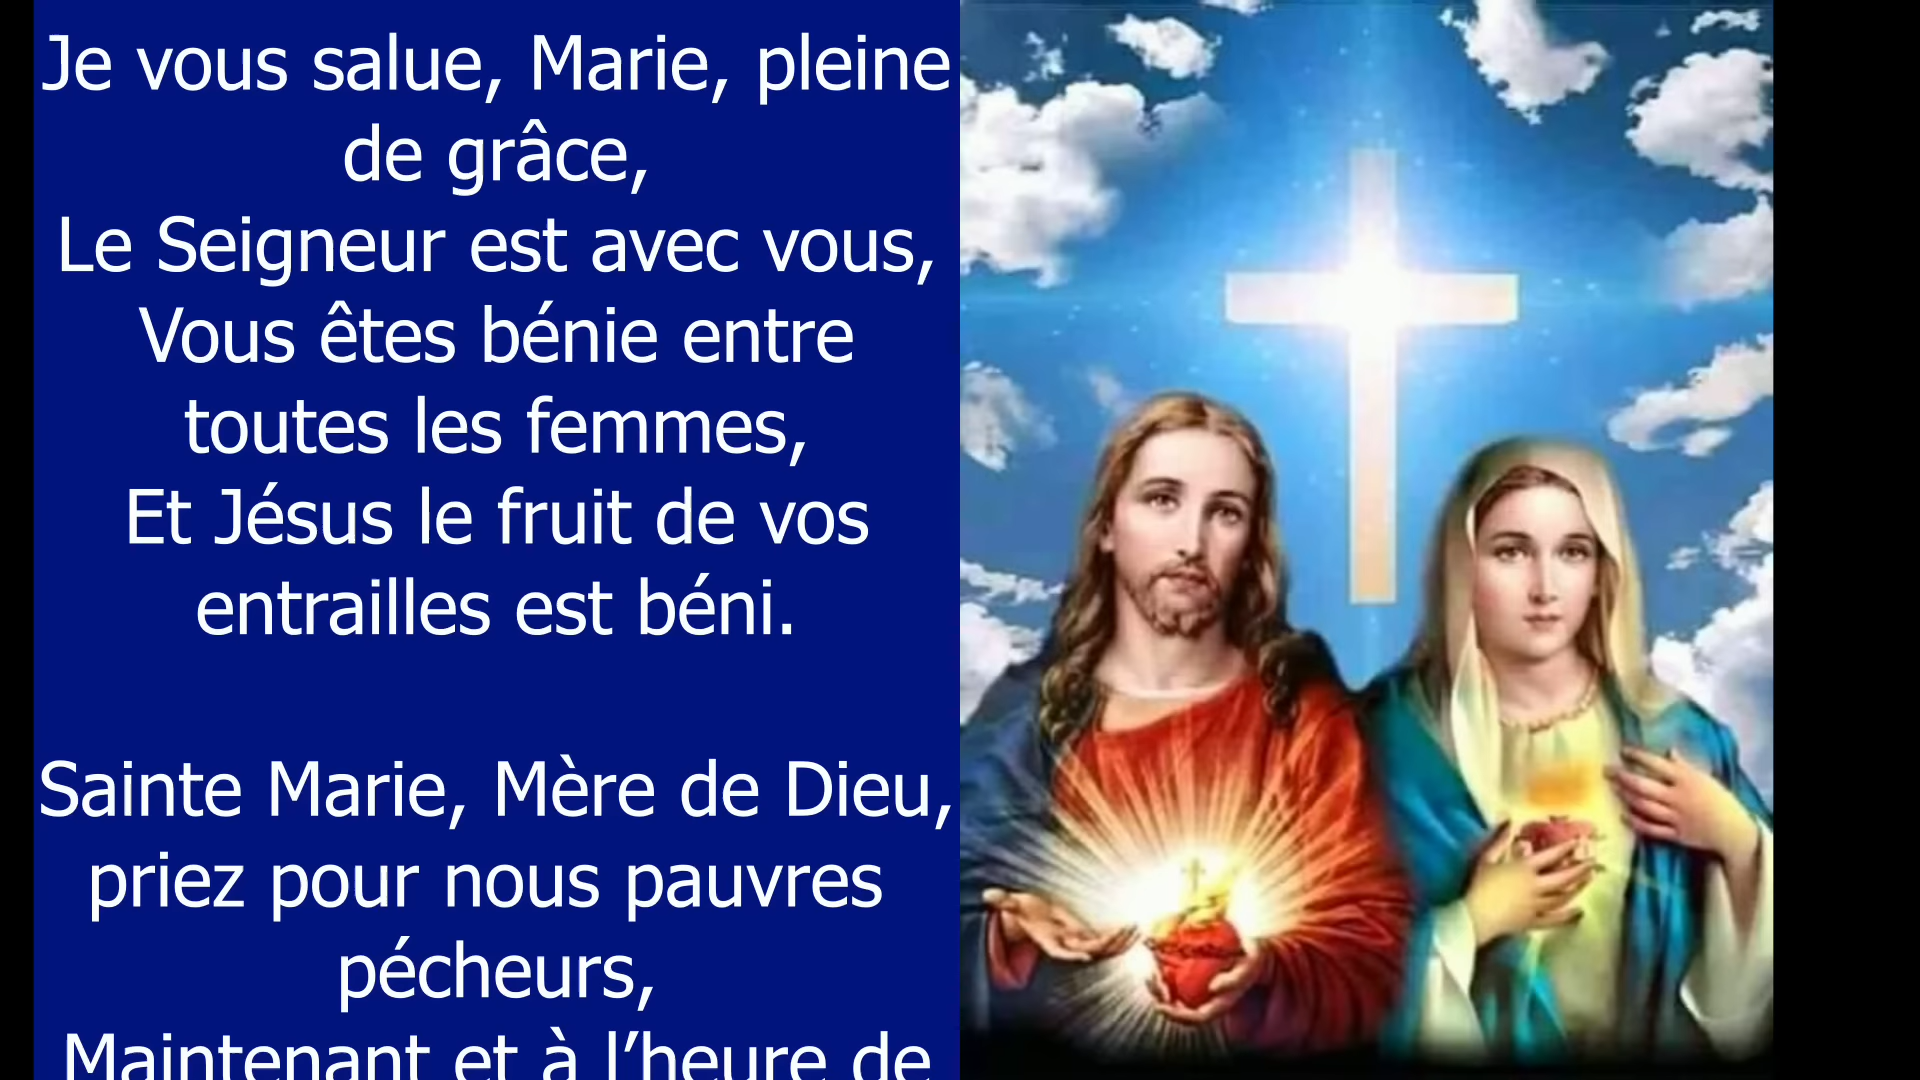 Je vous salue, Marie, pleine
de grâce,
Le Seigneur est avec vous,
Vous êtes bénie entre
toutes les femmes,
Et Jésus le fruit de vos
entrailles est béni.
Sainte Marie, Mère de Dieu,
priez pour nous pauvres
pécheurs,
Maintenant et à l’heure de